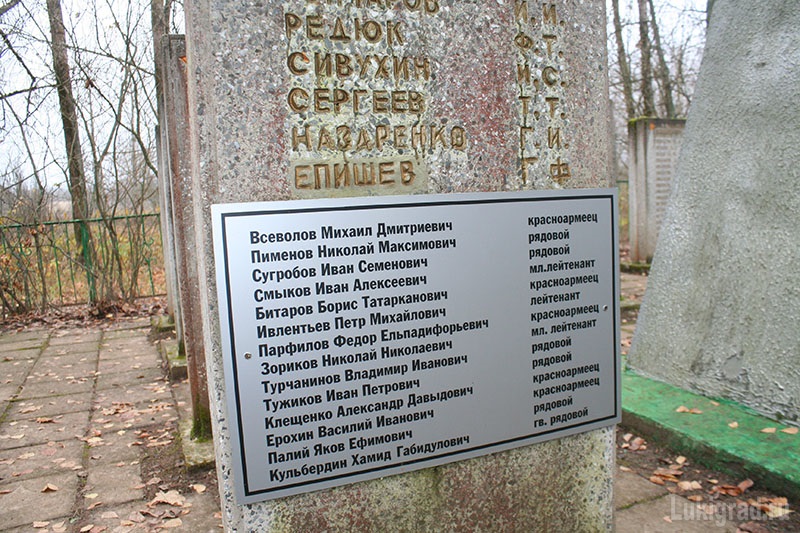 РЕДЮК Ф. Т.
СИВУХИН И. С.
СЕРГЕЕВ Т. Т.
НАЗАРЕНКО Г. И.
ЕПИШЕВ Г. Ф
Всеволов Михаил Дмитриевич красноармеец
Пименов Николай Максимович рядовой
Сугробов Иван Семенович рядовой
Смыков Иван Алексеевич мл.лейтенант
Битаров Борис Татарканович красноармеец
Ивлентьев Петр Михайлович лейтенант
Парфилов Федор Ельпадифорьевич красноармеец
Зориков Николай Николаевич мл. лейтенант
Турчанинов Владимир Иванович рядовой
Тужиков Иван Петрович рядовой
Клещенко Александр Давыдович красноармеец
Ерохин Василий Иванович красноармеец
Палий Яков Ефимович рядовой
Кульбердин Хамид Габидулович гв. рядовой
Lukigrad.ru